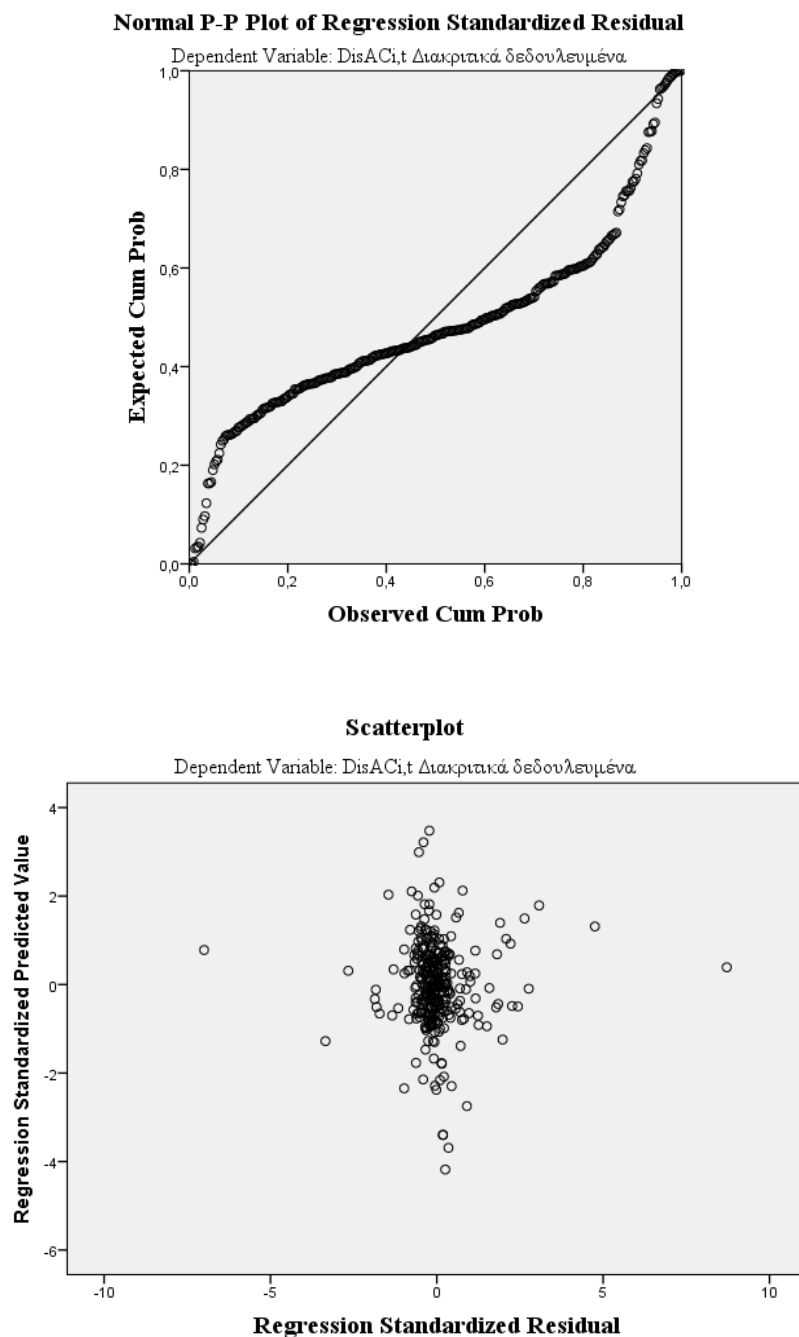 Normal P-P Plot of Regression Standardized Residual
Dependent Variable: DisACi,t Διακριτικά δεδουλευμένα
1,0
0,8
0,6
0,4
0,2
0,0
Expected Cum Prob
0,0 0,2 0,4 0,6 0,8 1,0
Observed Cum Prob
Scatterplot
Dependent Variable: DisACi,t Διακριτικά δεδουλευμένα
4
2
0
-2
-4
-6
Regression Standardized Predicted Value
-10 -5 0 5 10
Regression Standardized Residual